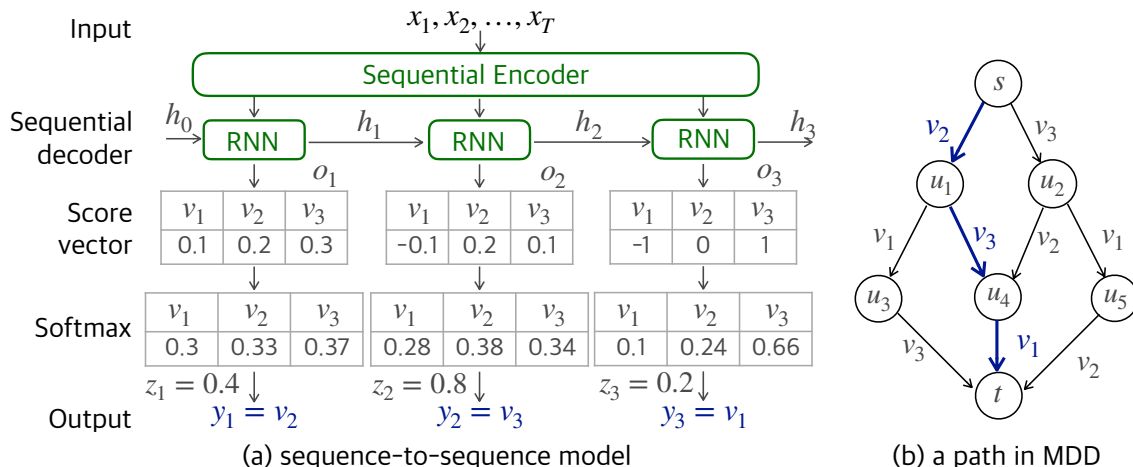 Input
x₁, x₂, …, x_T
Sequential Encoder
Sequential decoder
h₀
RNN
h₁
RNN
h₂
RNN
h₃
o₁
o₂
o₃
Score vector
v₁ v₂ v₃
0.1 0.2 0.3
v₁ v₂ v₃
-0.1 0.2 0.1
v₁ v₂ v₃
-1 0 1
Softmax
v₁ v₂ v₃
0.3 0.33 0.37
v₁ v₂ v₃
0.28 0.38 0.34
v₁ v₂ v₃
0.1 0.24 0.66
z₁ = 0.4
z₂ = 0.8
z₃ = 0.2
Output
y₁ = v₂
y₂ = v₃
y₃ = v₁
(a) sequence-to-sequence model
s
v₂
v₃
u₁
u₂
v₁
v₃
v₂
v₁
u₃
u₄
u₅
v₃
v₁
v₂
t
(b) a path in MDD